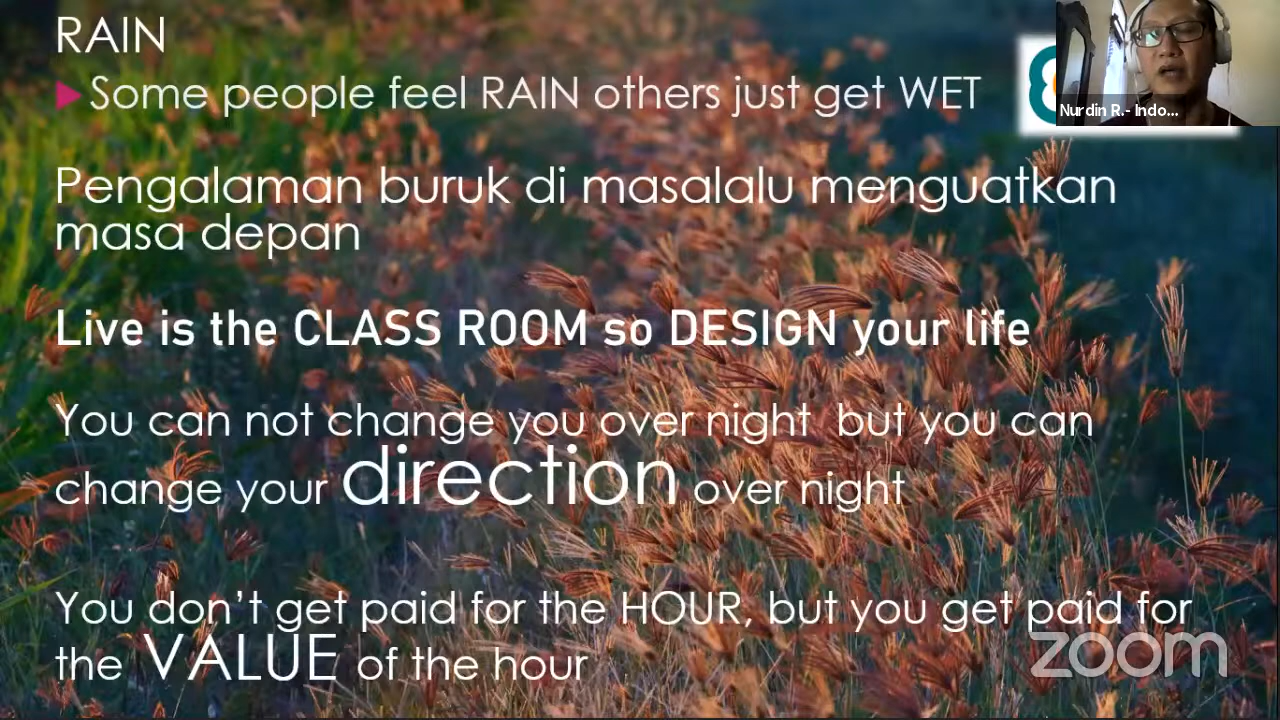 RAIN
Some people feel RAIN others just get WET
Nurdin R.- Indo...
Pengalaman buruk di masalalu menguatkan
masa depan
Live is the CLASS ROOM so DESIGN your life
You can not change you over night but you can
change your direction over night
You don't get paid for the HOUR, but you get paid for
the VALUE of the hour
zoom